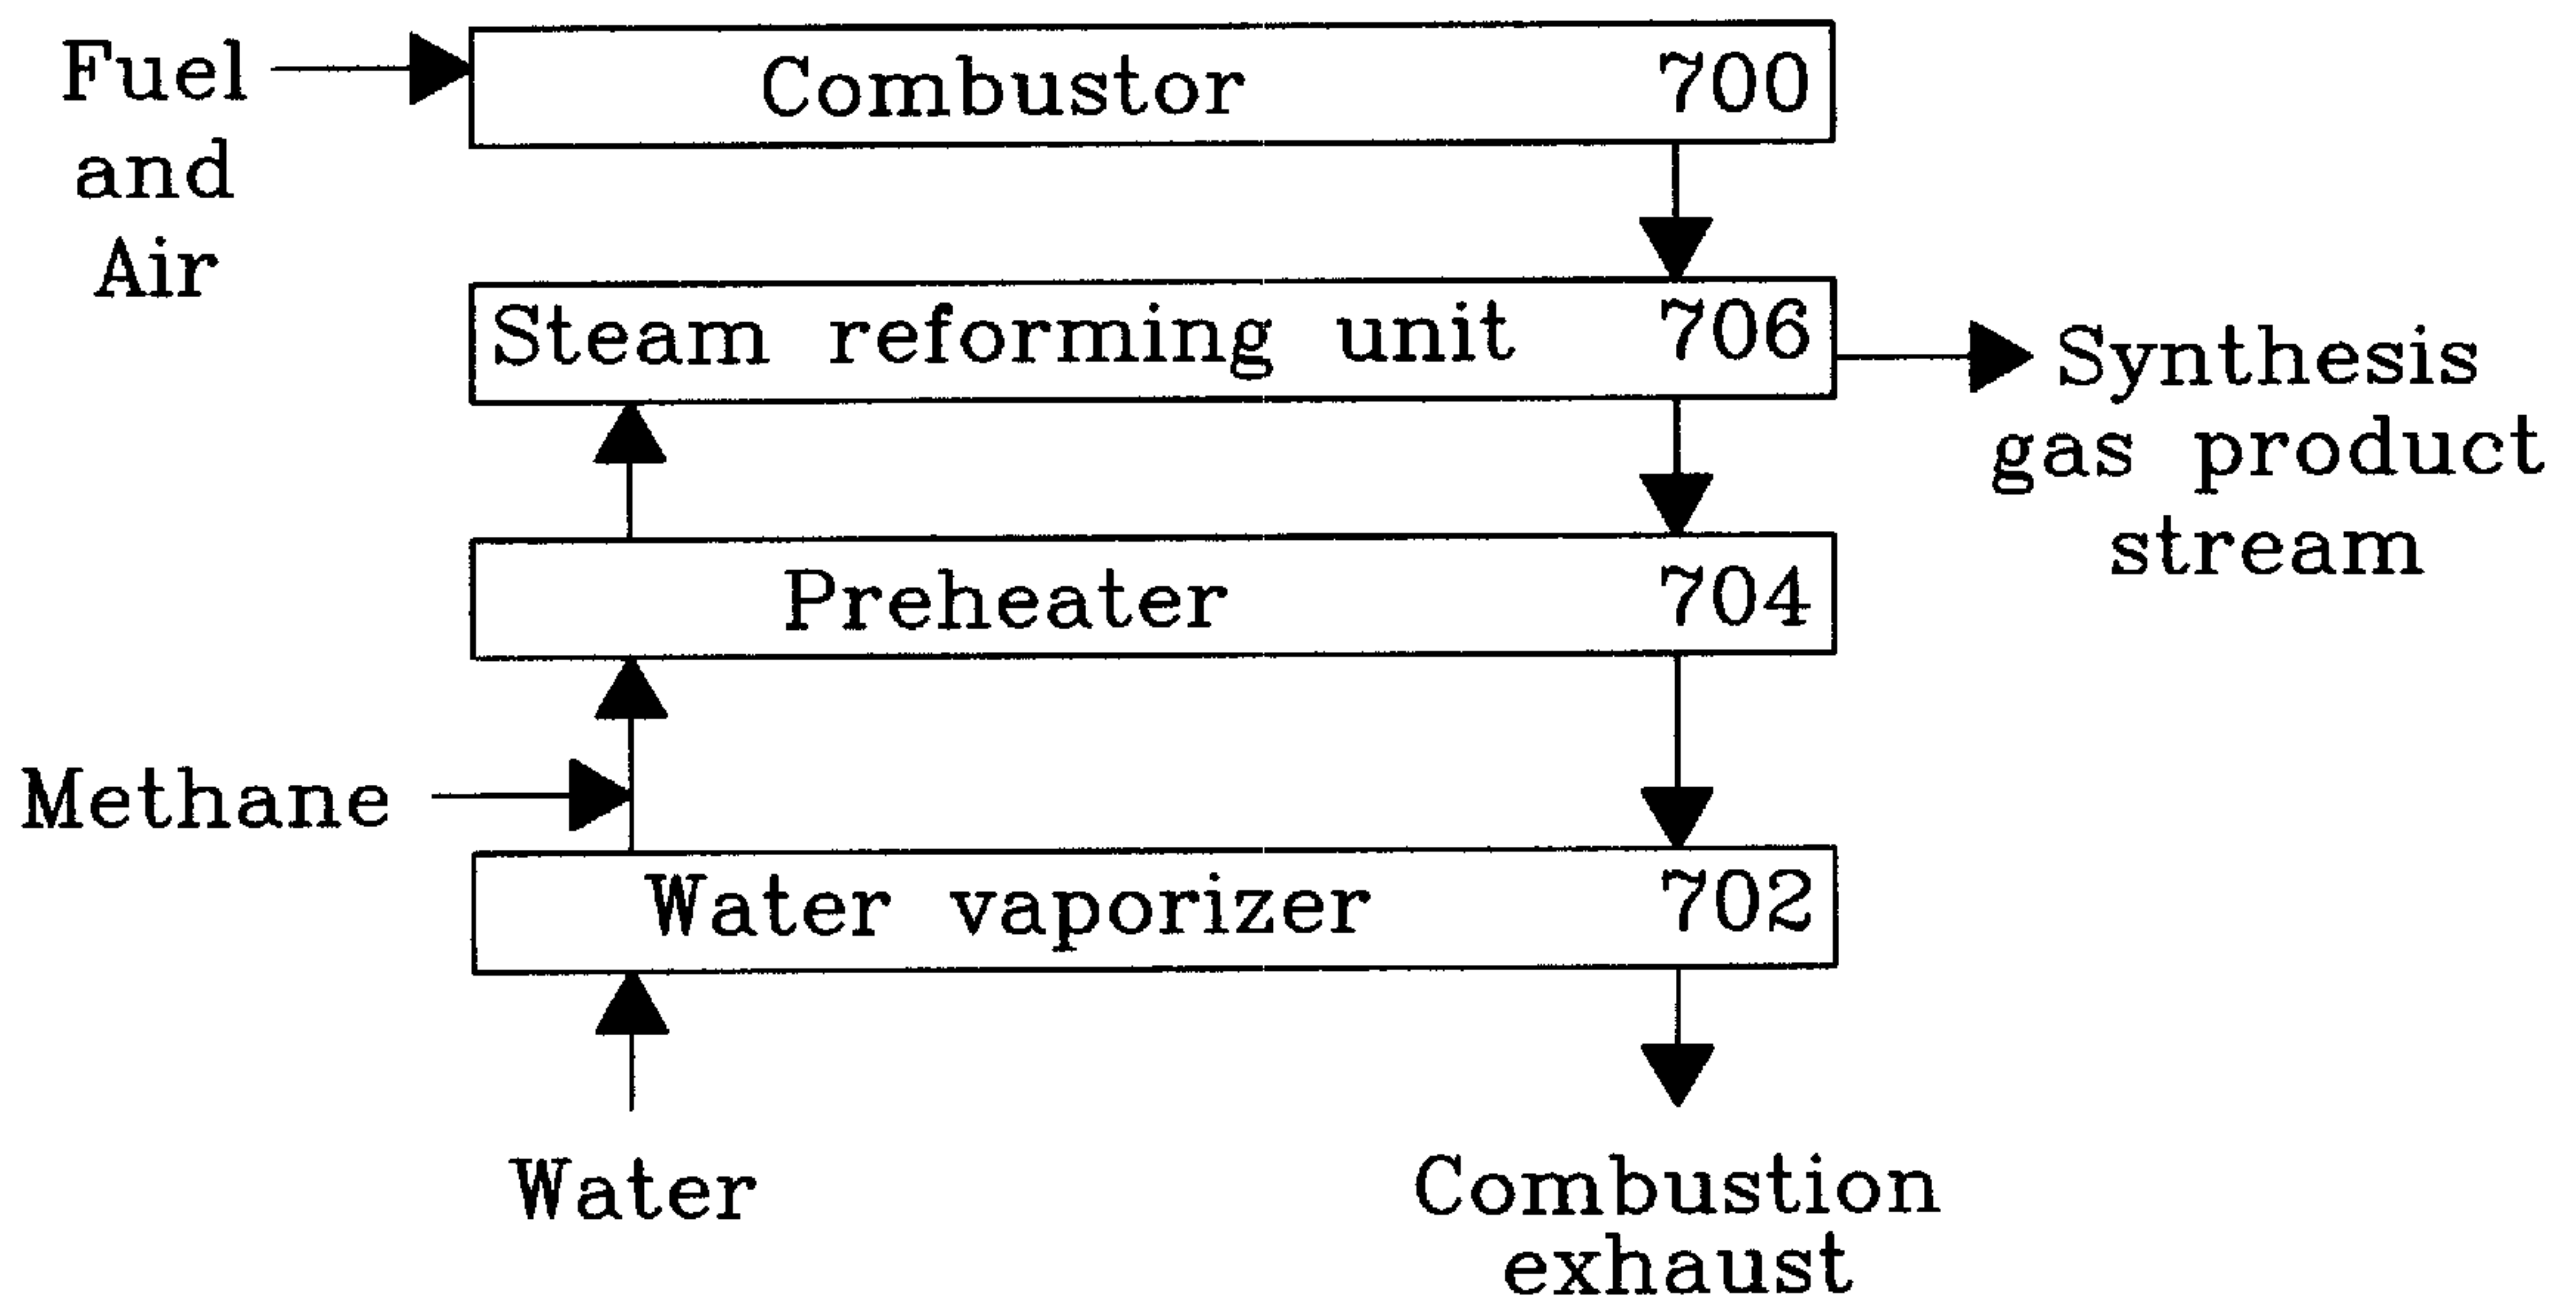 Fuel
and
Air
Combustor 700
Steam reforming unit 706
Synthesis
gas product
stream
Preheater 704
Methane
Water vaporizer 702
Water
Combustion
exhaust